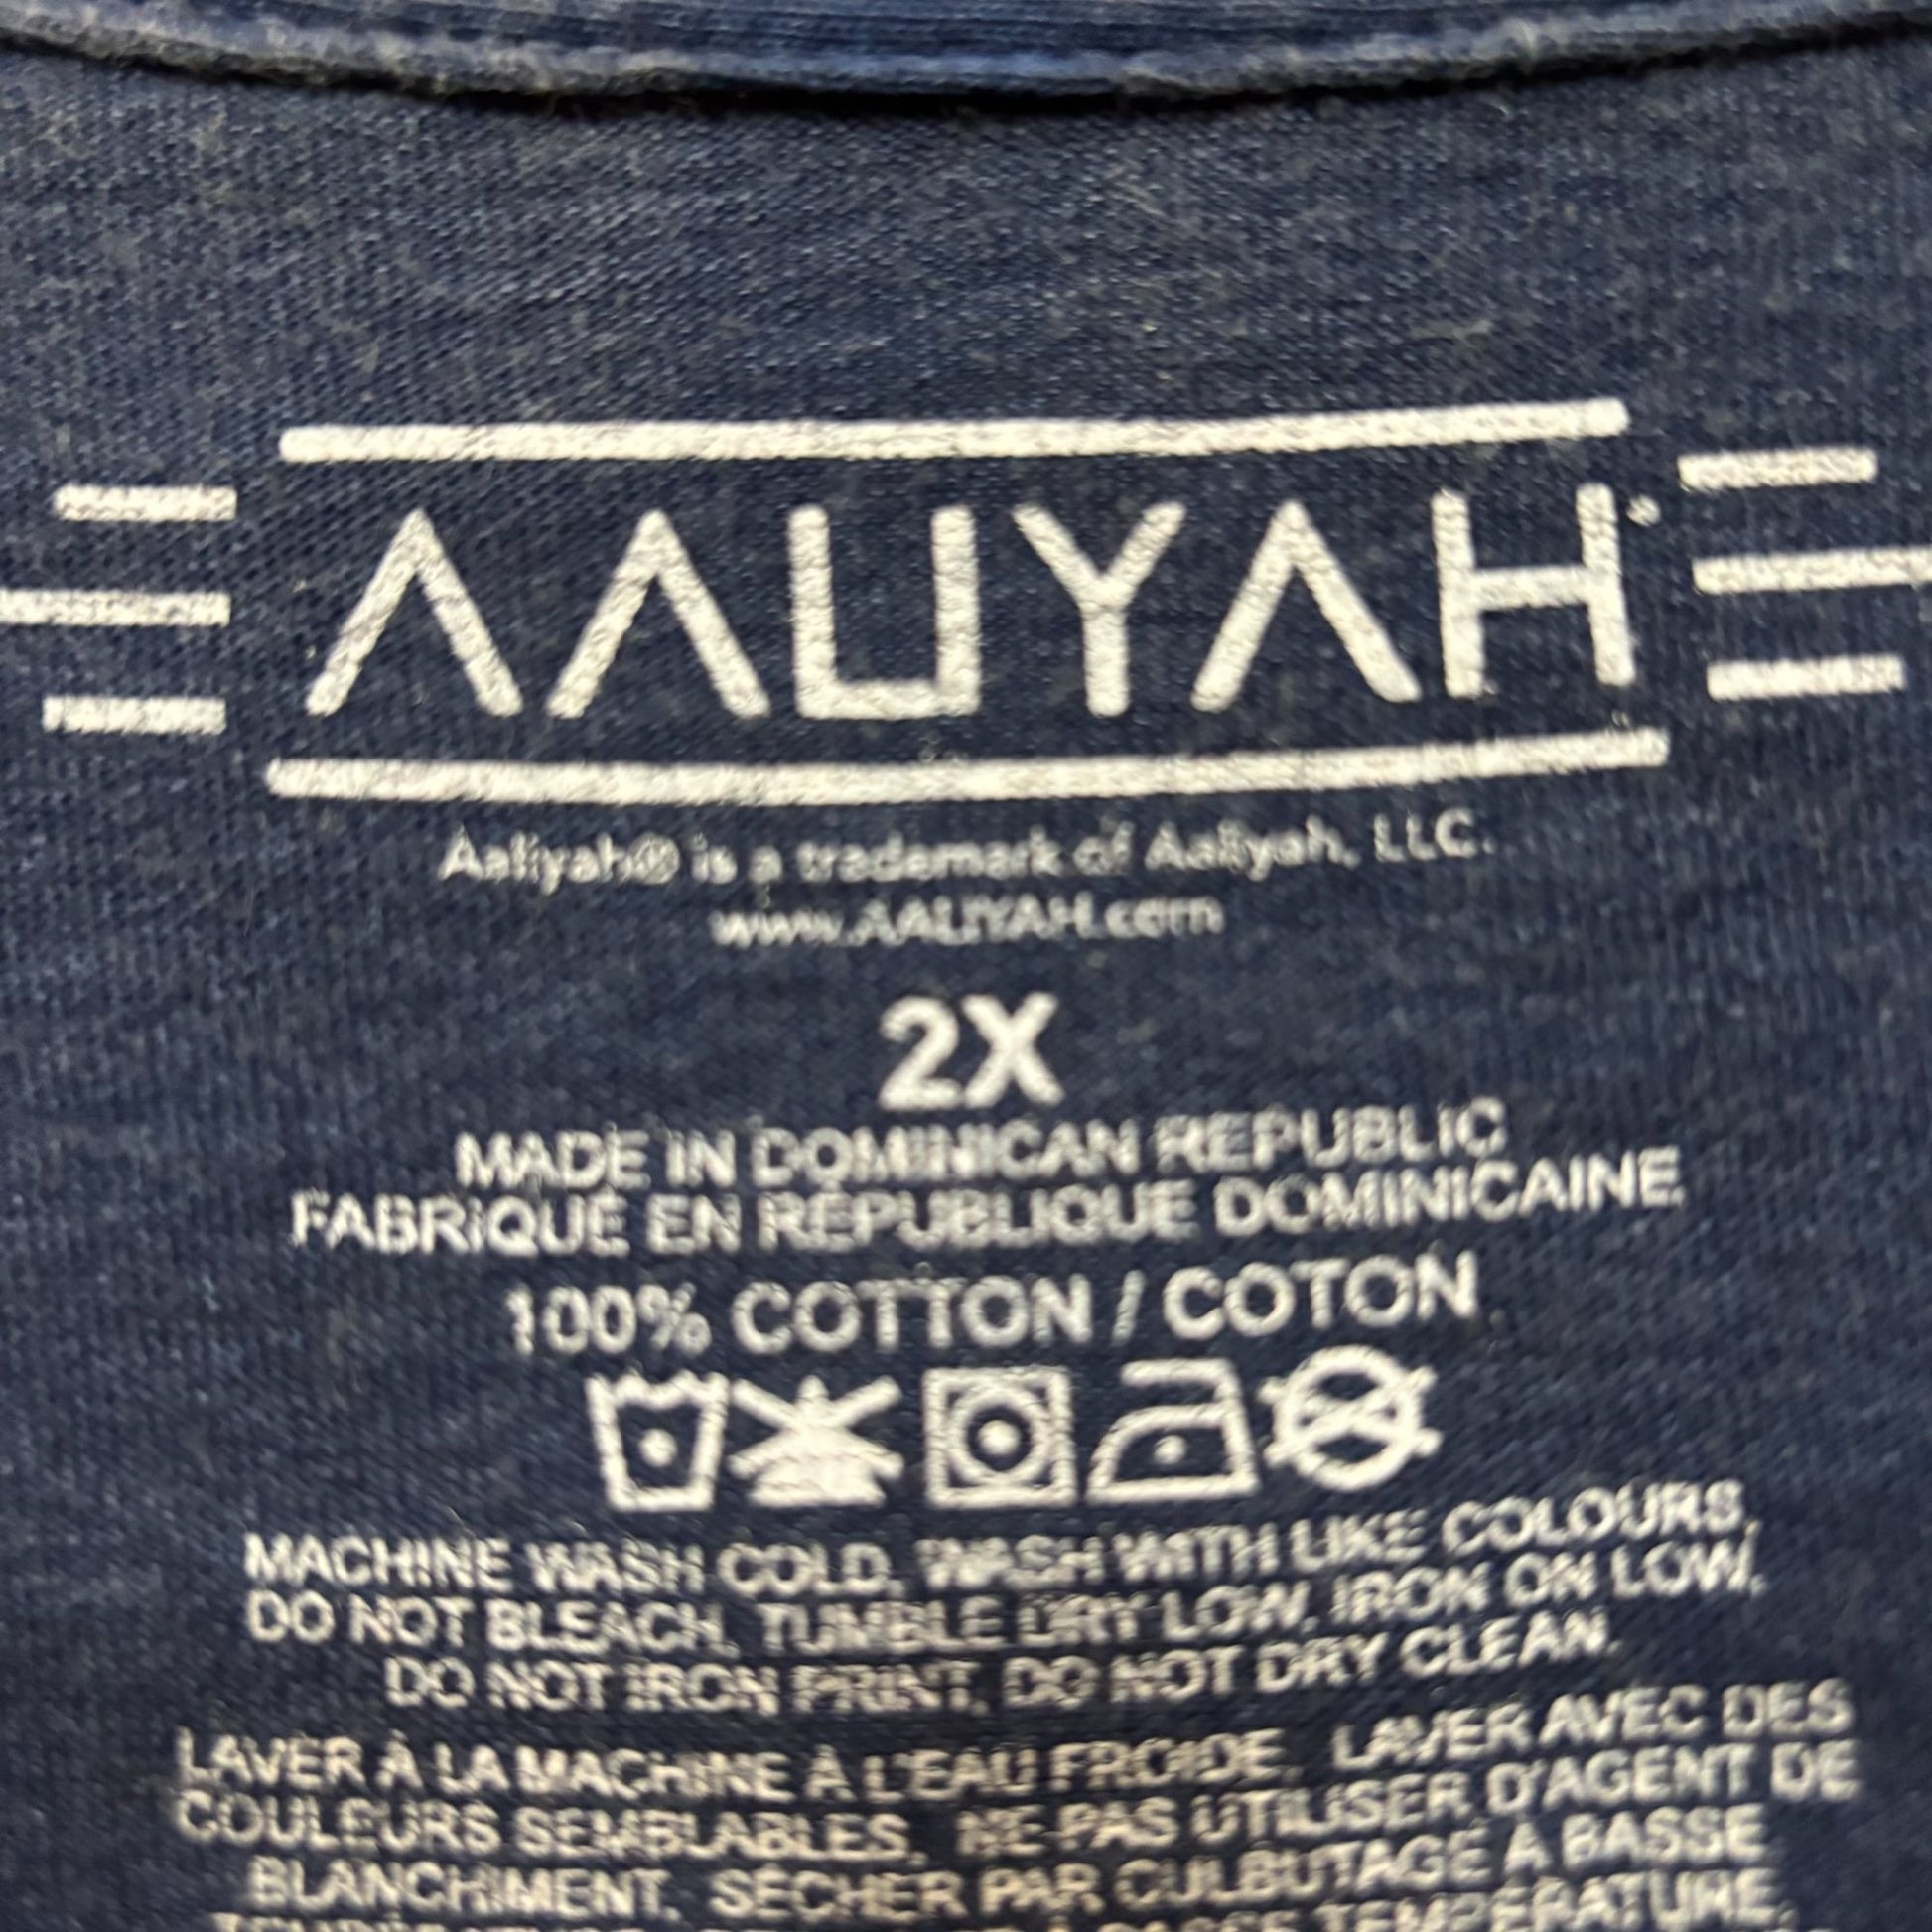 AALIYAH
Aaliyah® is a trademark of Aaliyah, LLC.
www.AALIYAH.com
2X
MADE IN DOMINICAN REPUBLIC
FABRIQUÉ EN RÉPUBLIQUE DOMINICAINE
100% COTTON / COTON
MACHINE WASH COLD, WASH WITH LIKE COLOURS,
DO NOT BLEACH, TUMBLE DRY LOW, IRON ON LOW,
DO NOT IRON PRINT, DO NOT DRY CLEAN.
LAVER À LA MACHINE À L'EAU FROIDE. LAVER AVEC DES
COULEURS SEMBLABLES. NE PAS UTILISER D'AGENT DE
BLANCHIMENT. SÉCHER PAR CULBUTAGE À BASSE
TEMPÉRATURE.